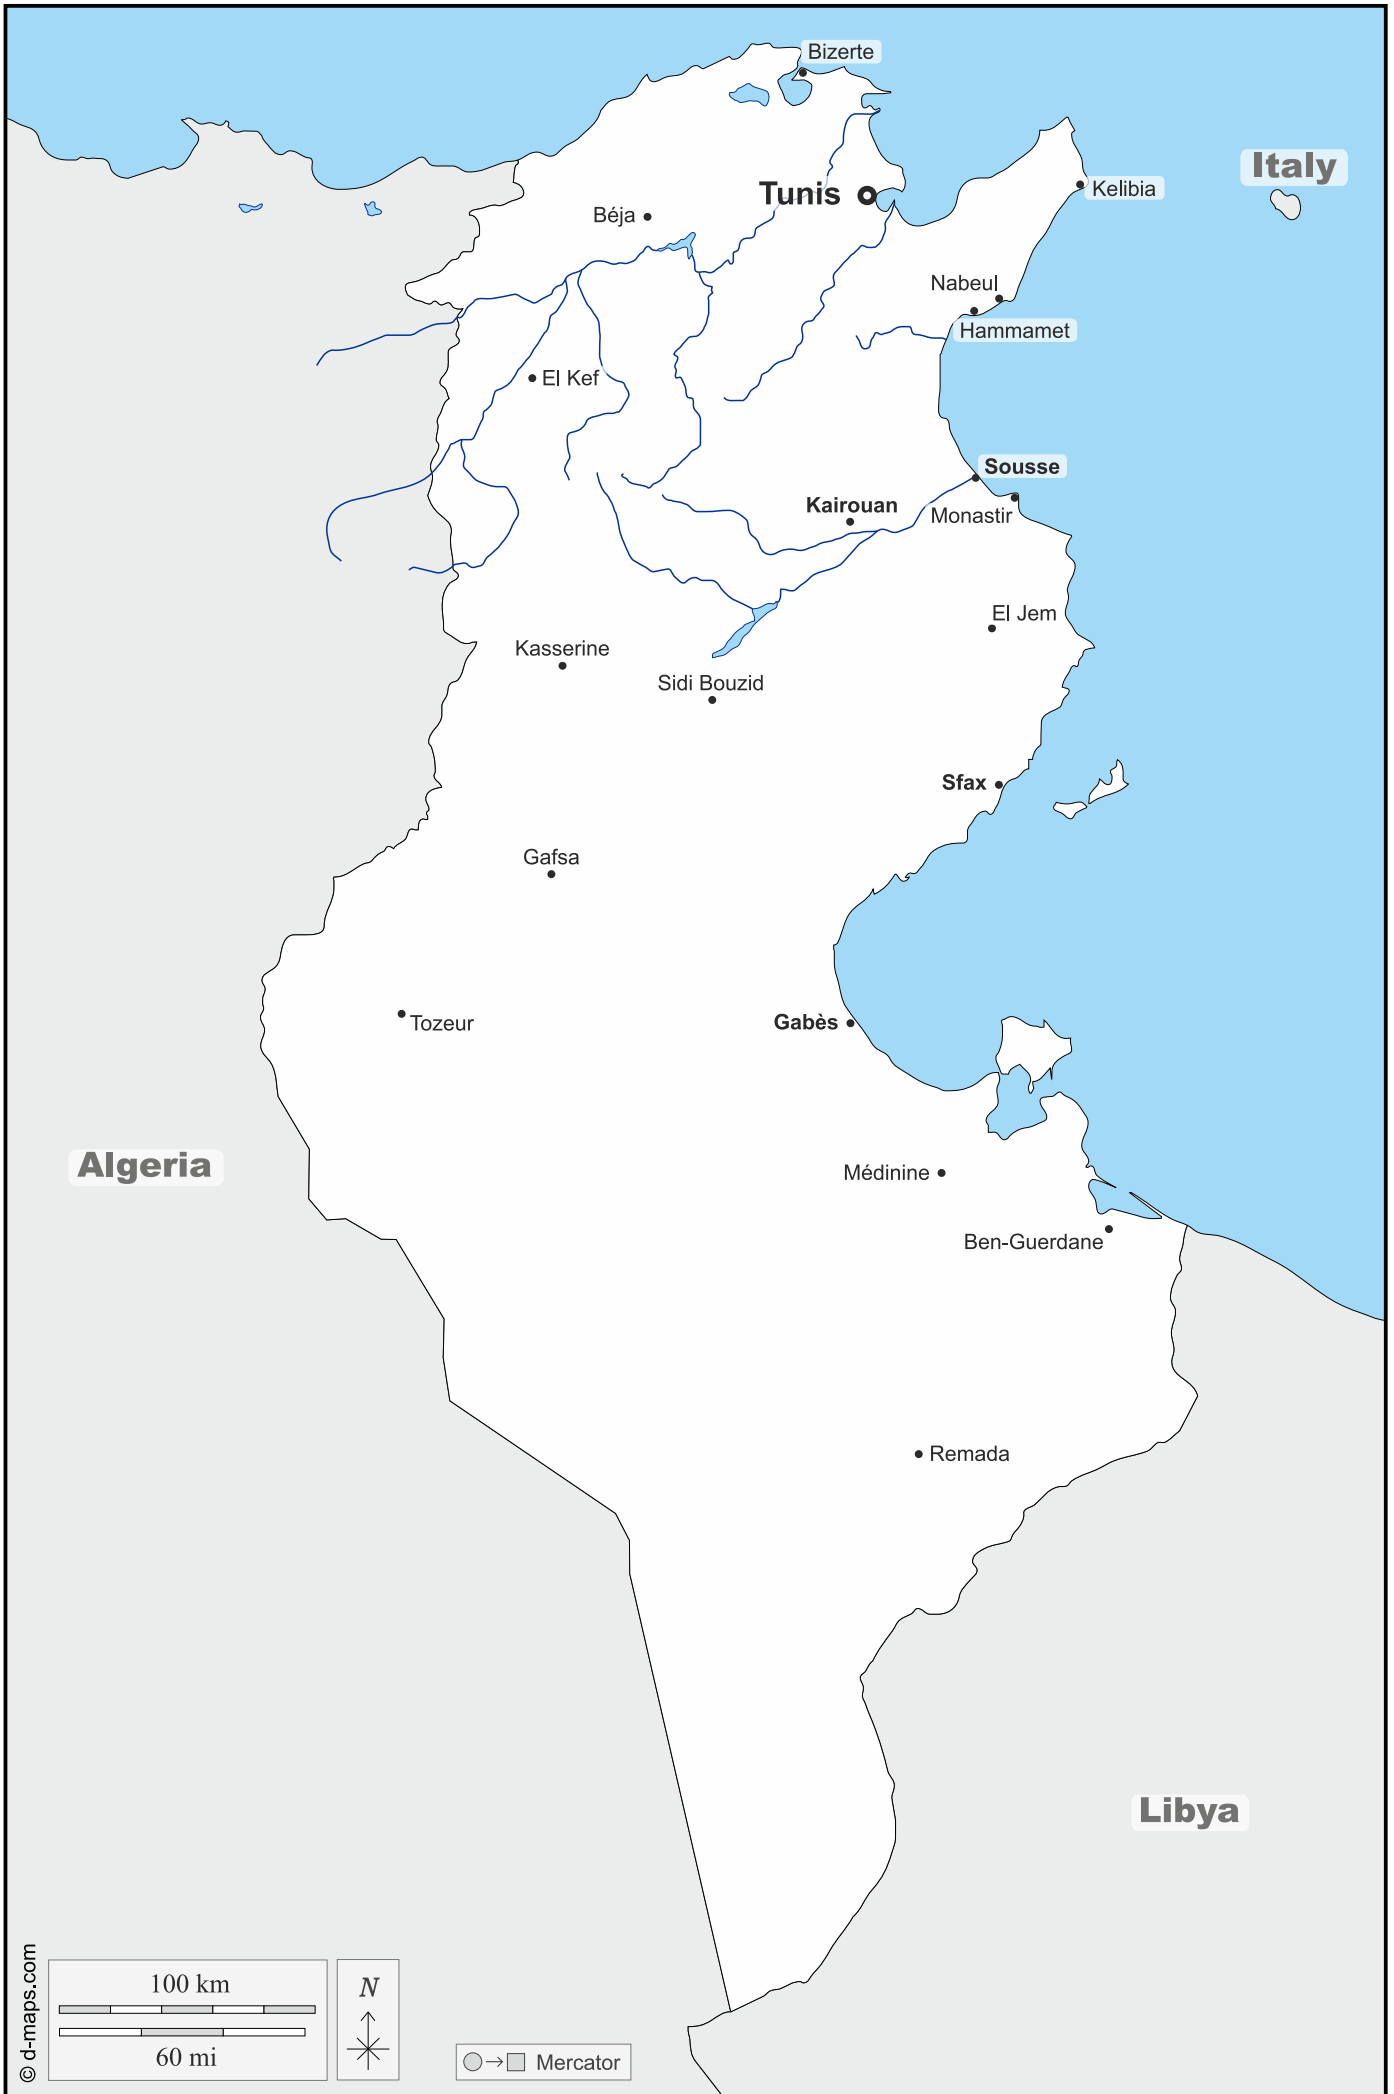 Bizerte
Italy
Tunis
Kelibia
Béja
Nabeul
Hammamet
El Kef
Sousse
Kairouan
Monastir
El Jem
Kasserine
Sidi Bouzid
Sfax
Gafsa
Tozeur
Gabès
Algeria
Médinine
Ben-Guerdane
Remada
Libya
© d-maps.com
100 km
60 mi
N
Mercator